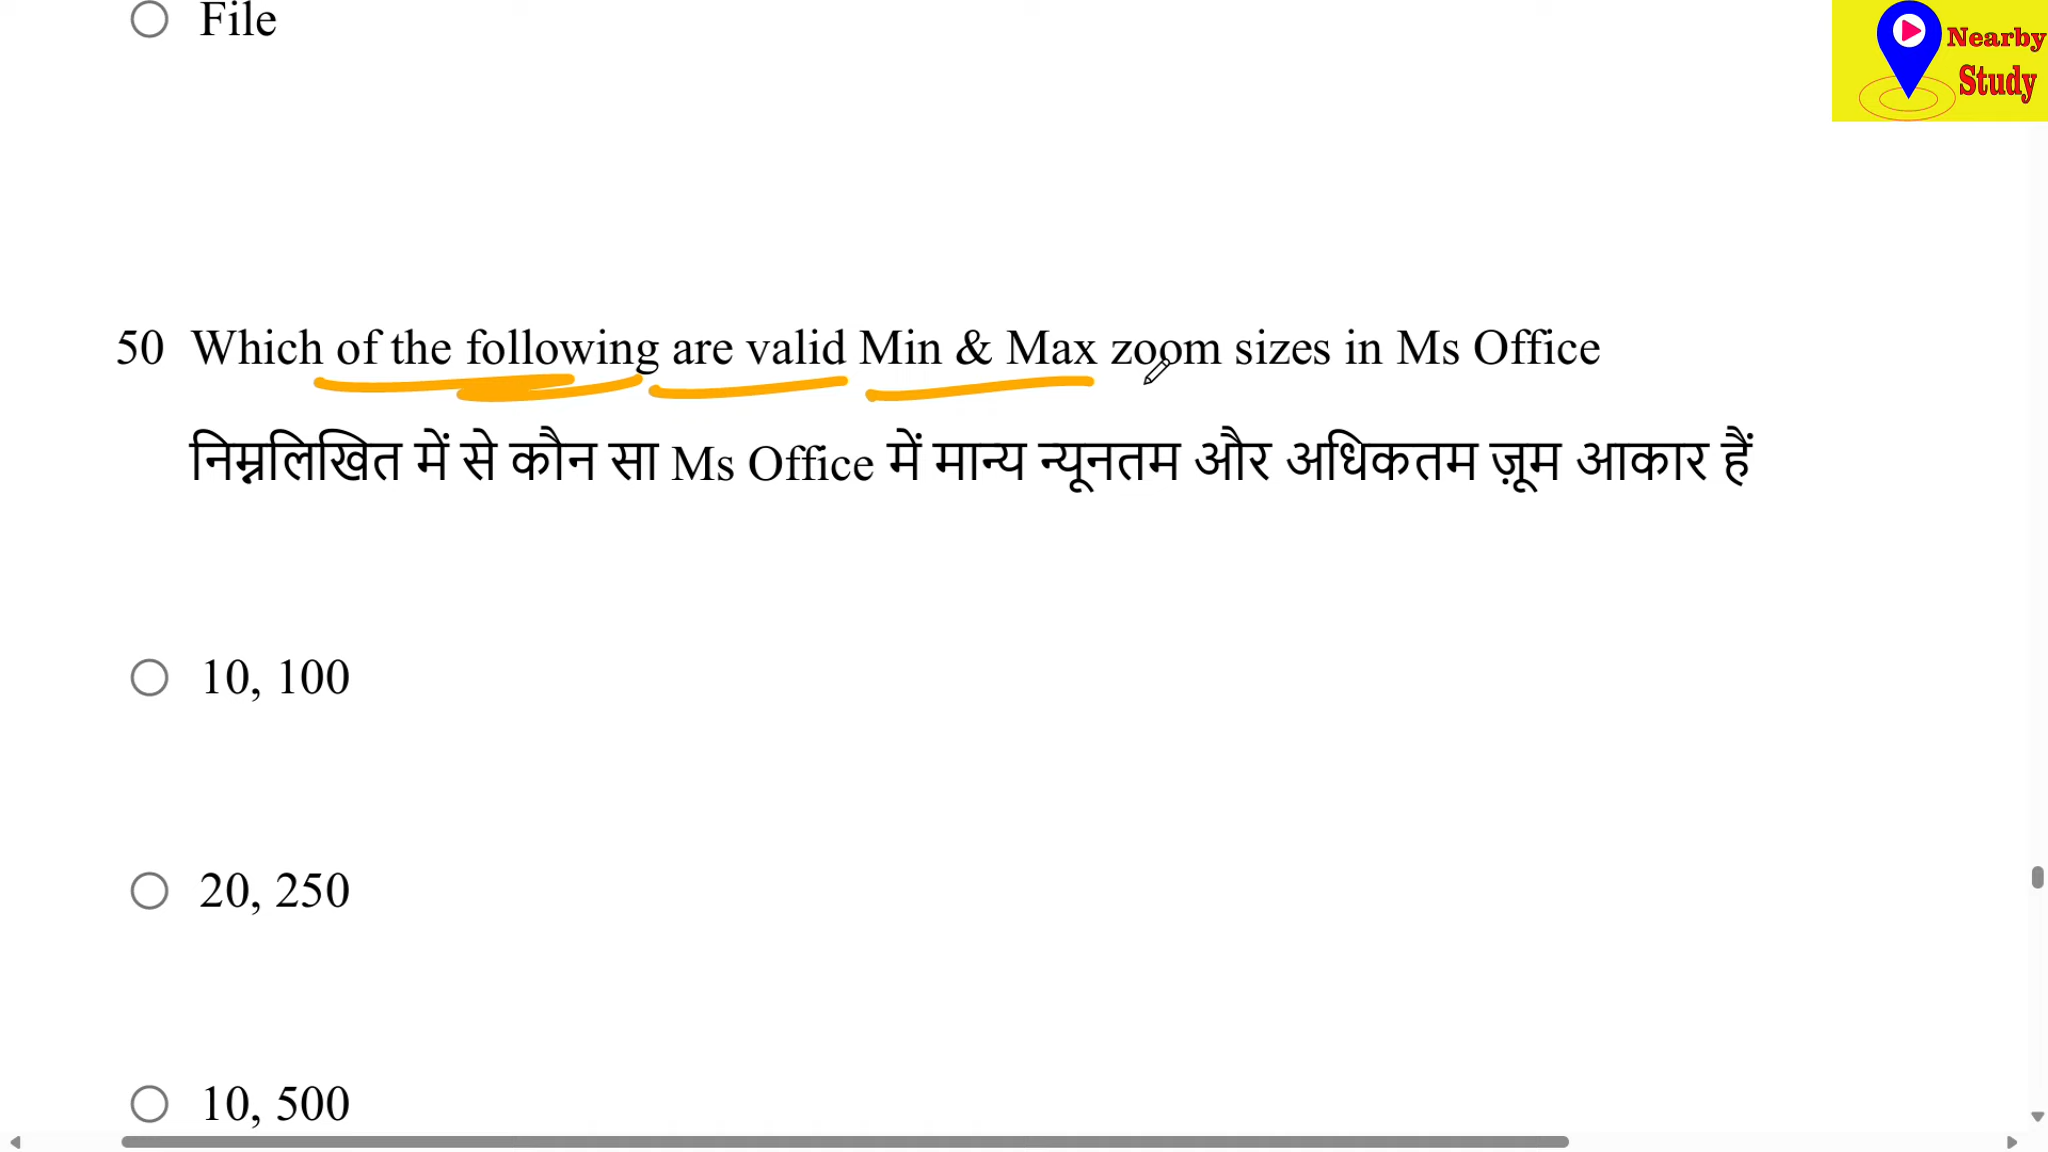 File
Nearby
Study
50 Which of the following are valid Min & Max zoom sizes in Ms Office
निम्नलिखित में से कौन सा Ms Office में मान्य न्यूनतम और अधिकतम ज़ूम आकार हैं
10, 100
20, 250
10, 500